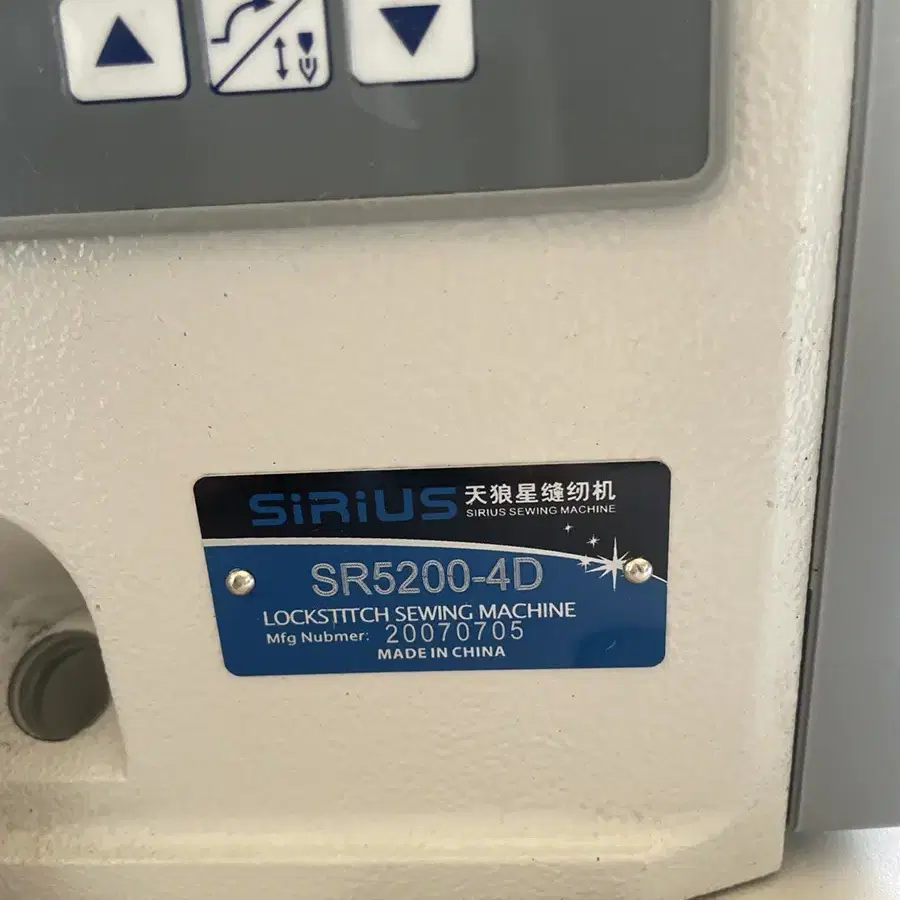 SiRiUS 天狼星缝纫机
SIRIUS SEWING MACHINE
SR5200-4D
LOCKSTITCH SEWING MACHINE
Mfg Nubmer: 20070705
MADE IN CHINA